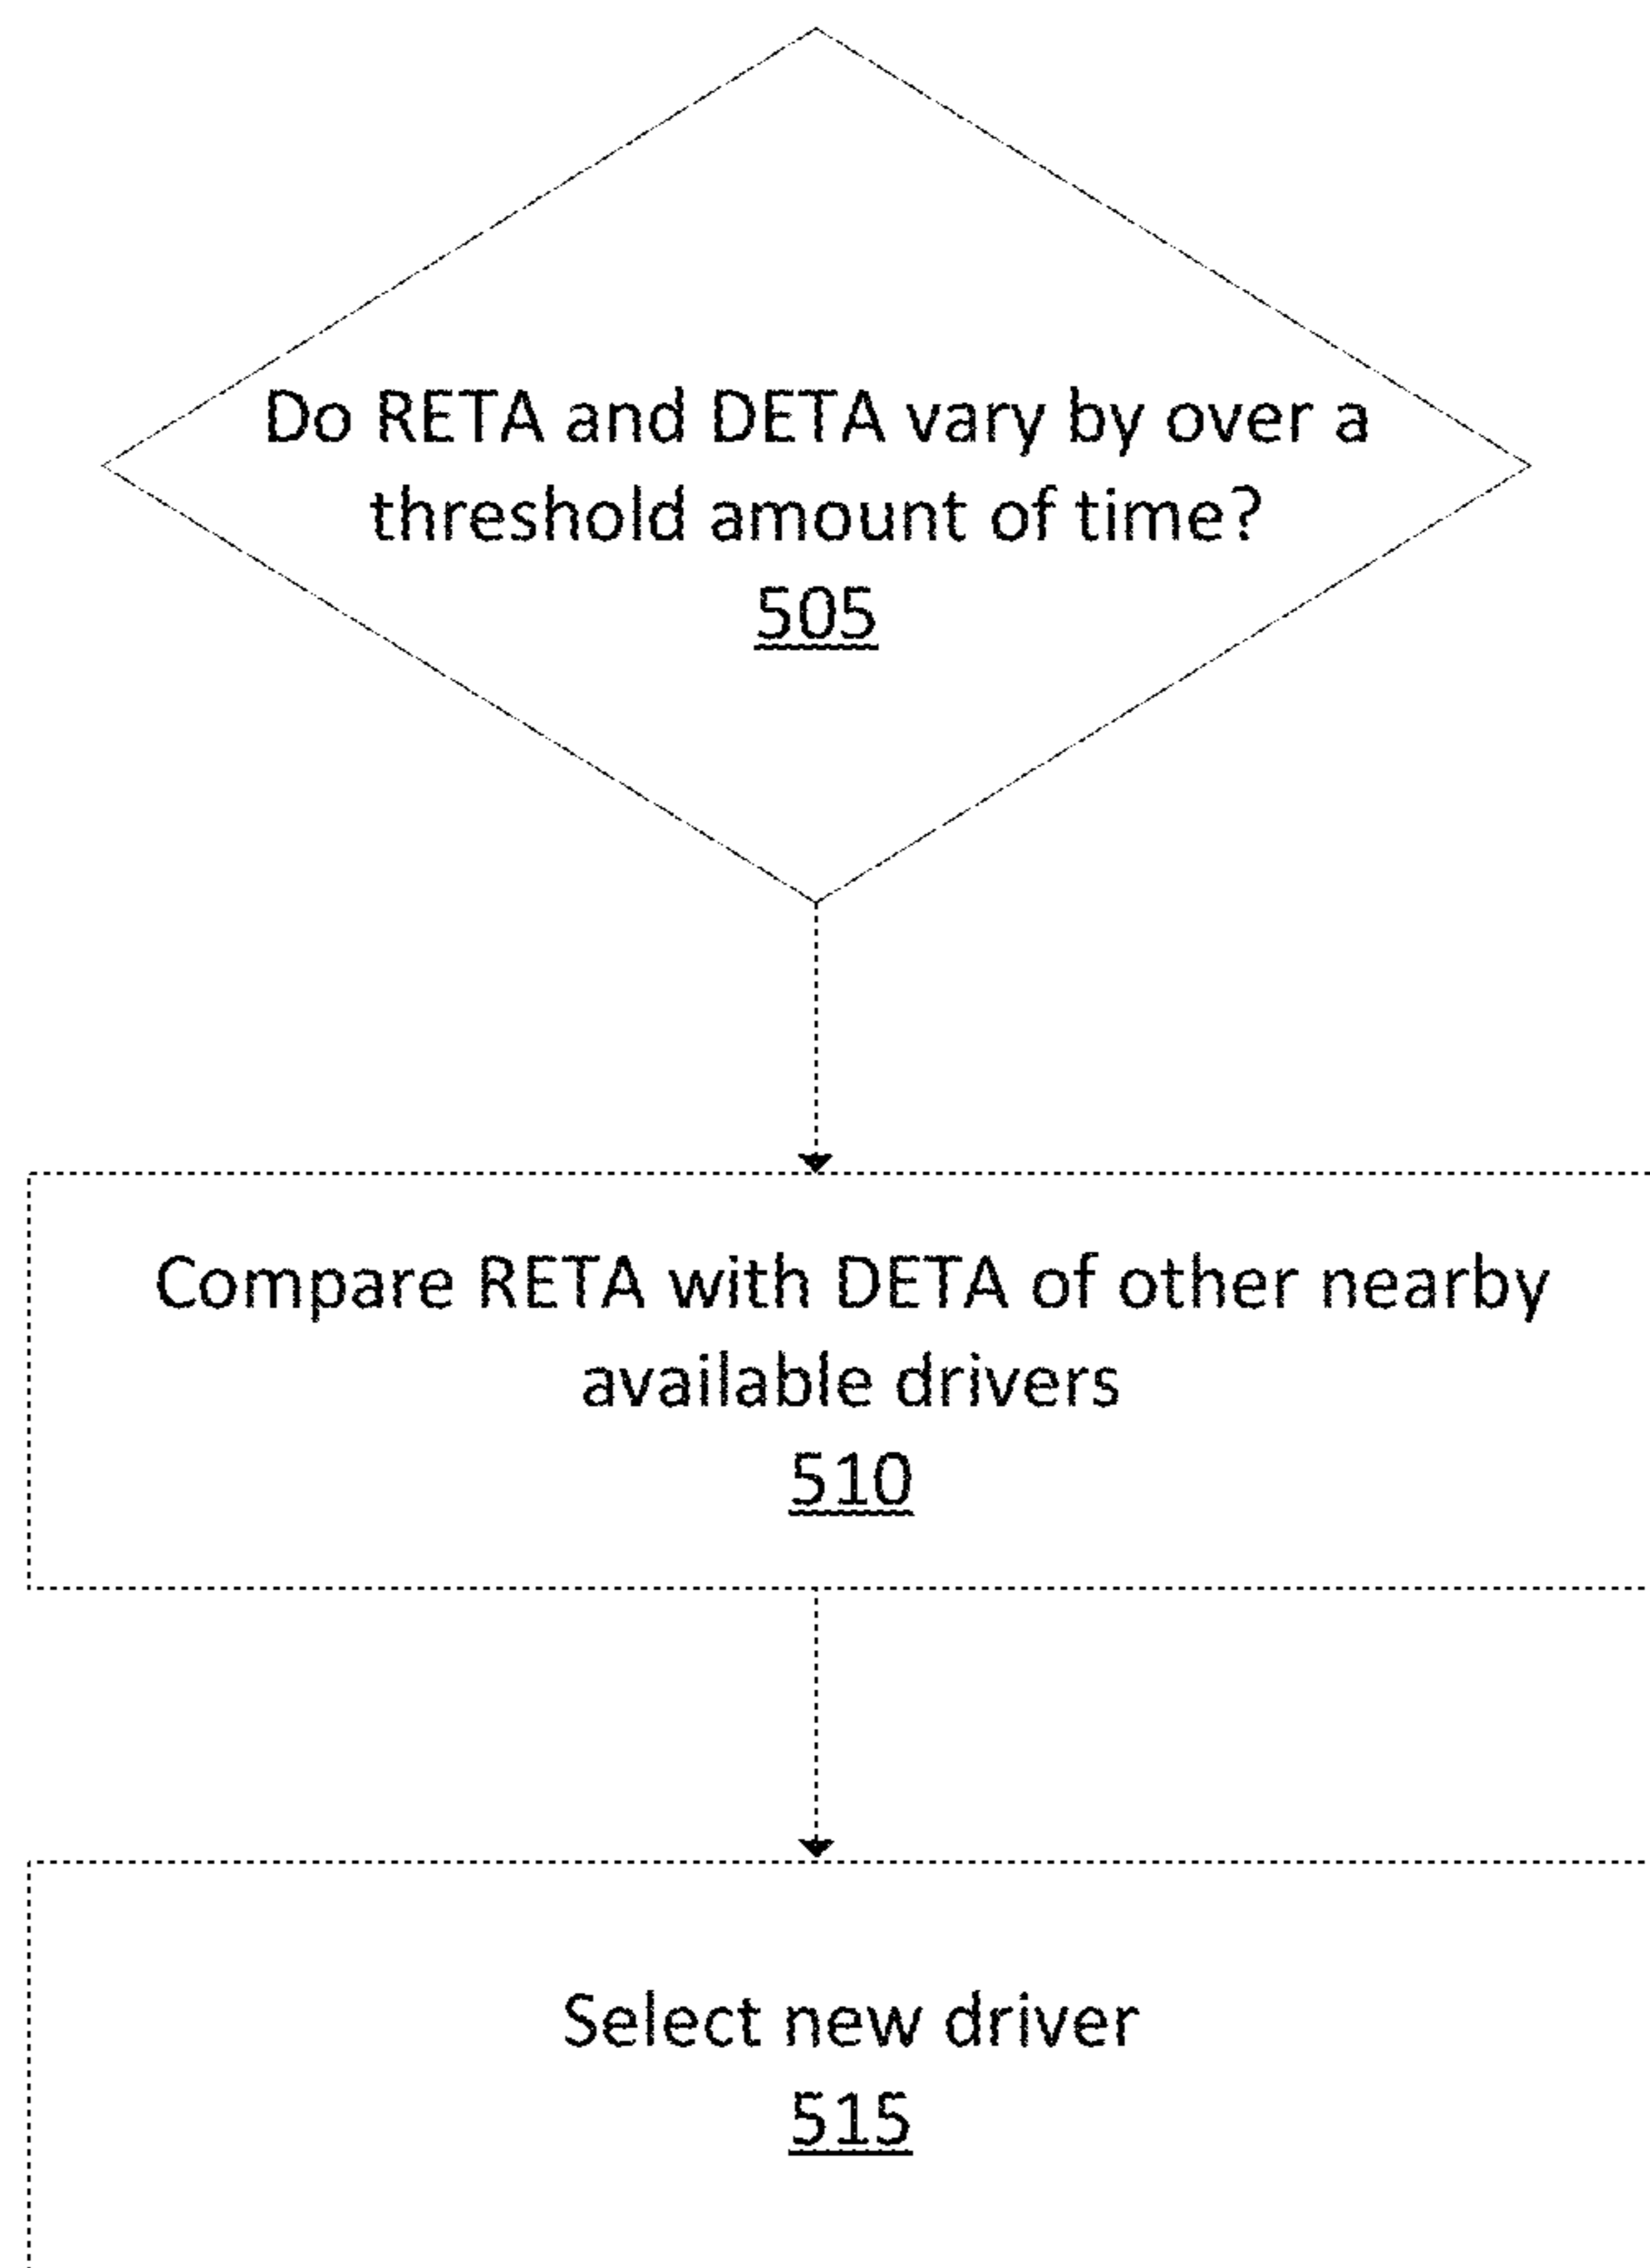 Do RETA and DETA vary by over a
threshold amount of time?
505
Compare RETA with DETA of other nearby
available drivers
510
Select new driver
515